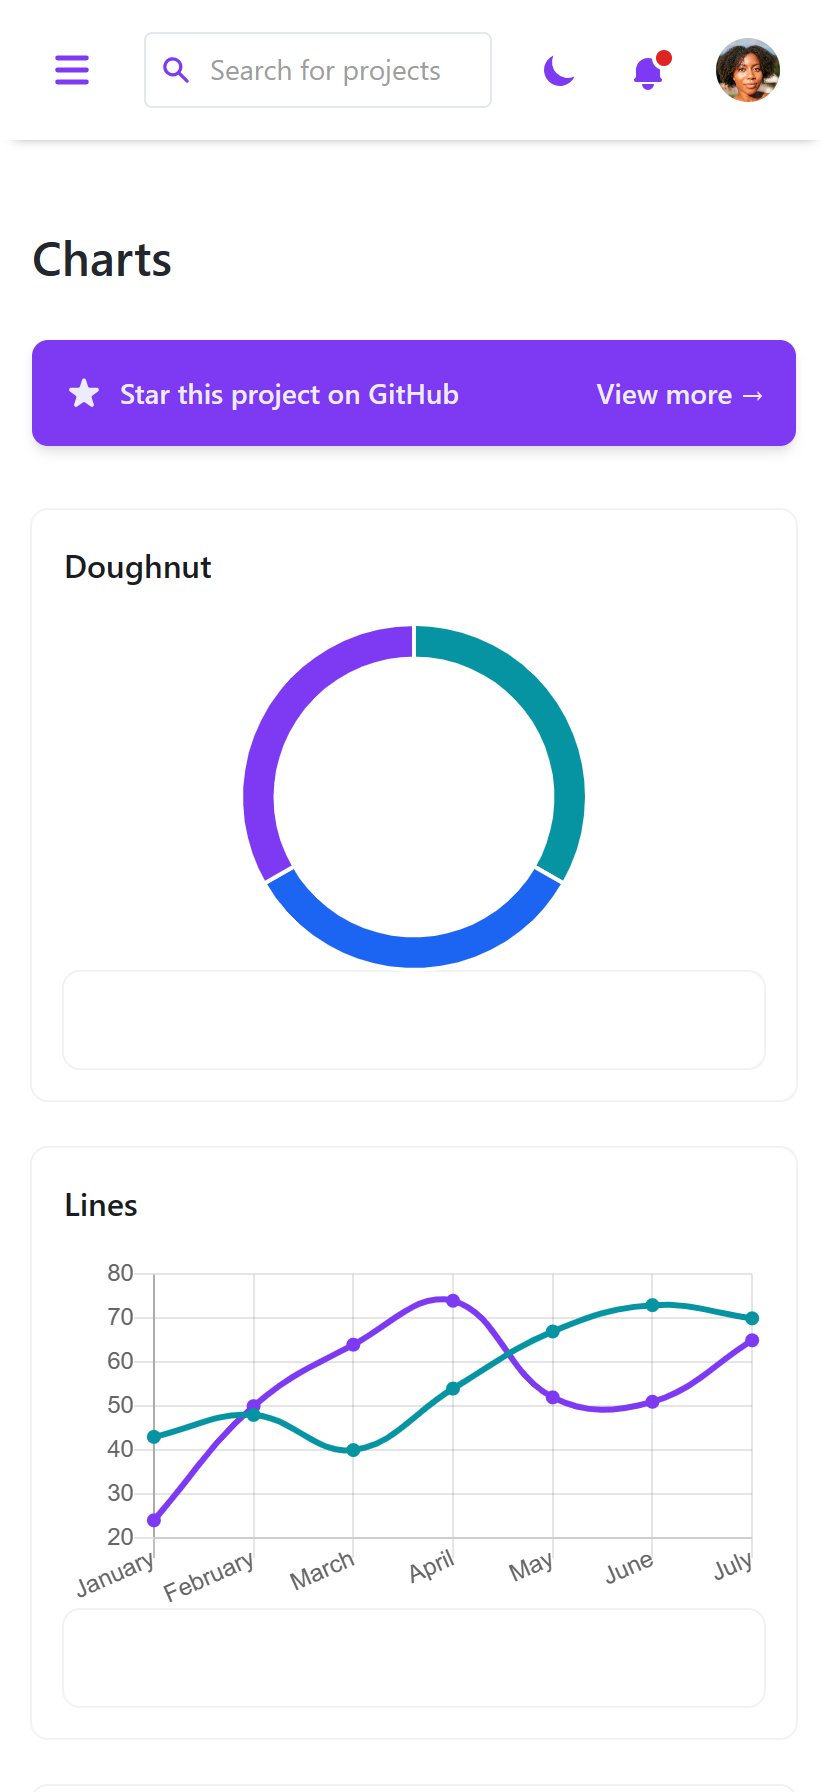 Search for projects
Charts
Star this project on GitHub
View more →
Doughnut
Lines
80
70
60
50
40
30
20
January
February
March
April
May
June
July